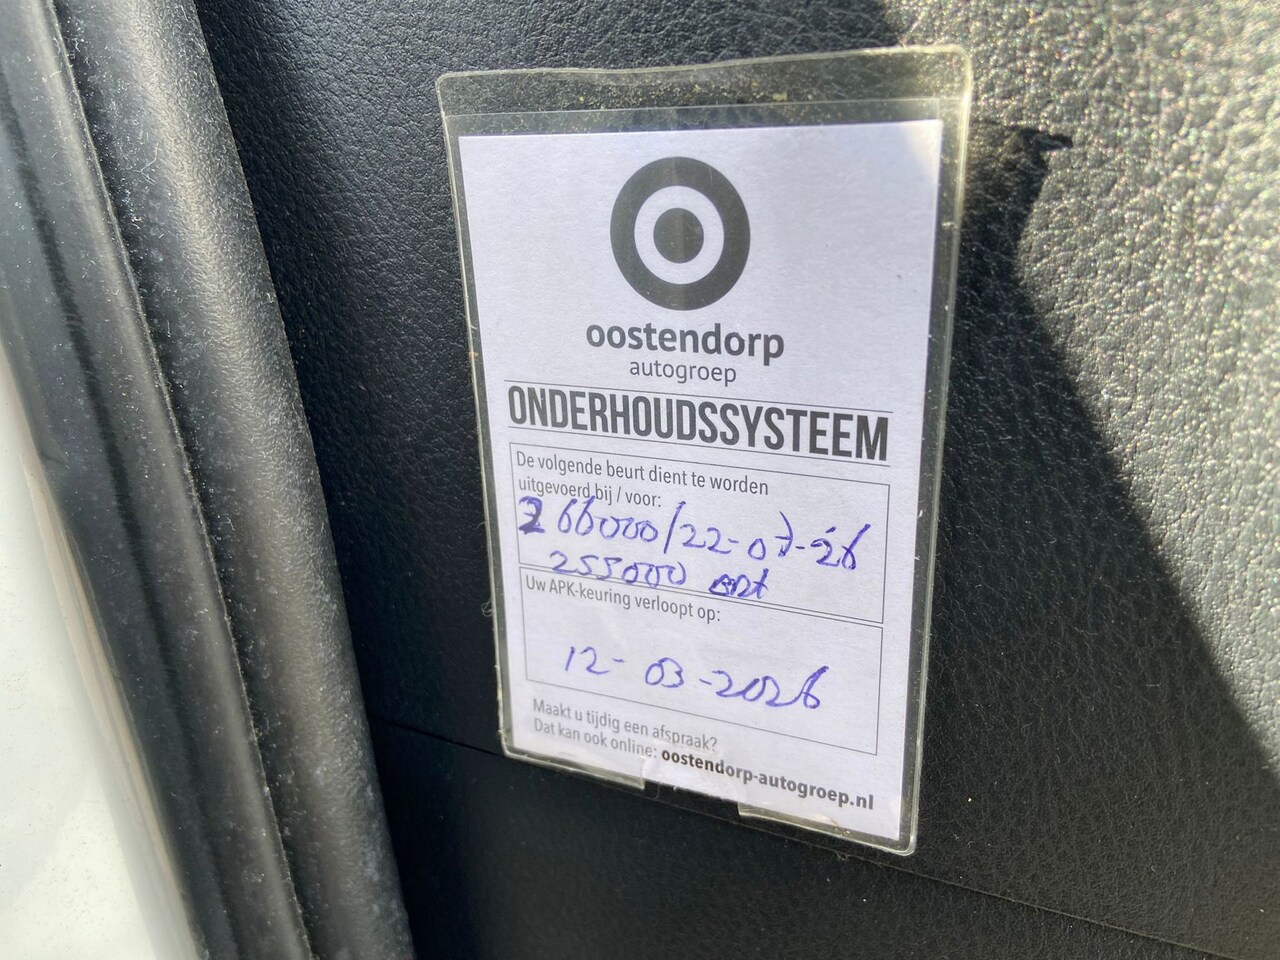 oostendorp
autogroep
ONDERHOUDSSYSTEEM
De volgende beurt dient te worden
uitgevoerd bij / voor:
266000/22-07-26
255000
Uw APK-keuring verloopt op:
12-03-2026
Maakt u tijdig een afspraak?
Dat kan ook online: oostendorp-autogroep.nl